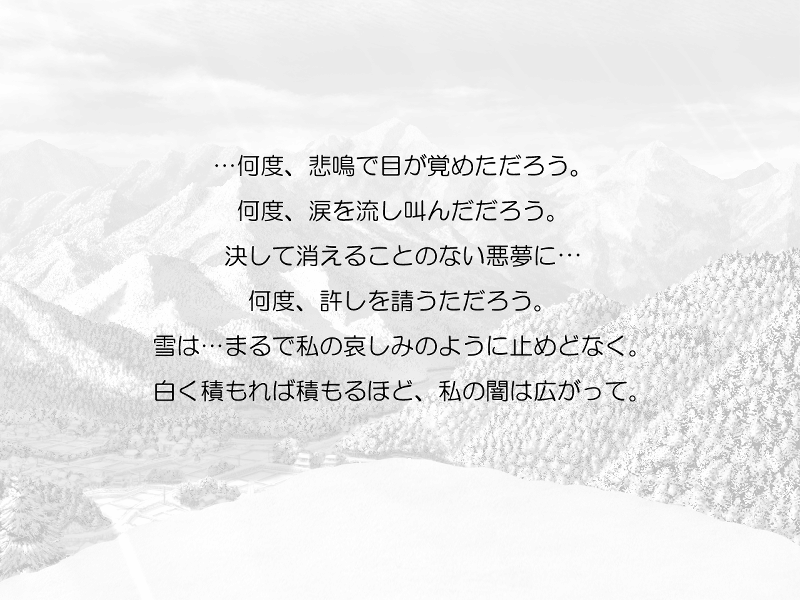 …何度、悲鳴で目が覚めただろう。
何度、涙を流し叫んだだろう。
決して消えることのない悪夢に…
何度、許しを請うただろう。
雪は…まるで私の哀しみのように止めどなく。
白く積もれば積もるほど、私の闇は広がって。